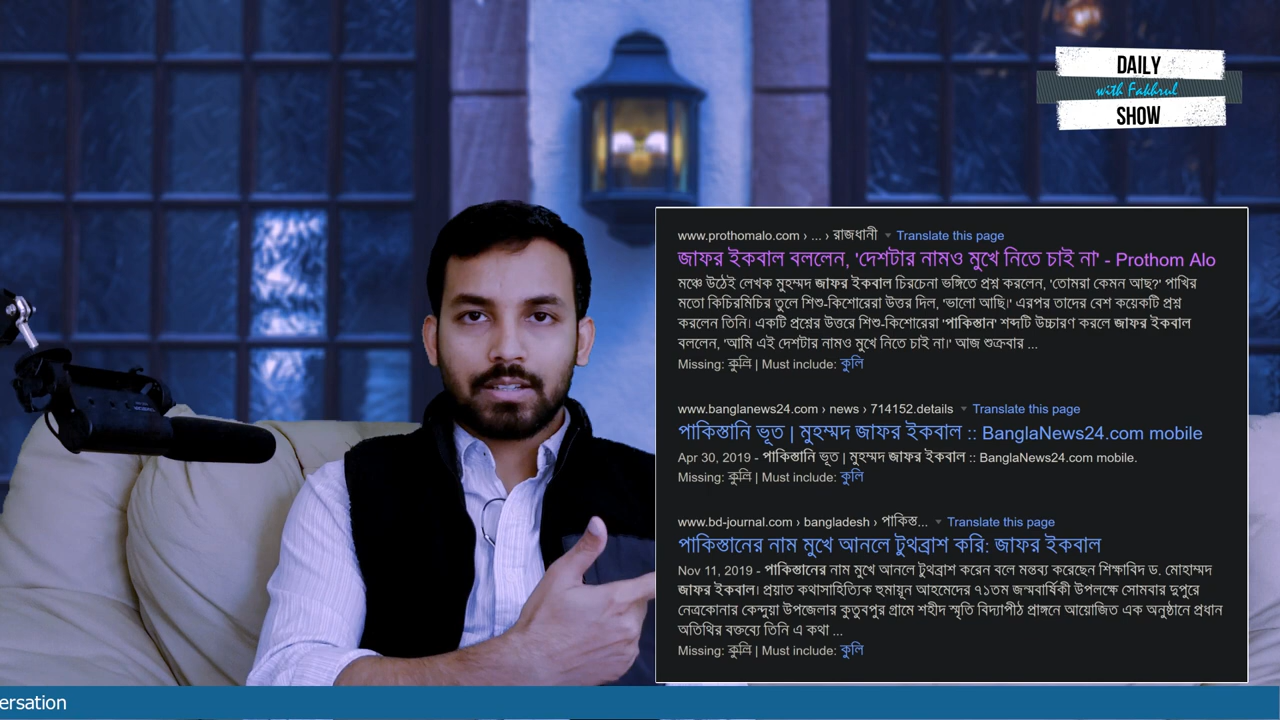 DAILY
with Fakhrul
SHOW
www.prothomalo.com › ... › রাজধানী ▼ Translate this page
জাফর ইকবাল বললেন, 'দেশটার নামও মুখে নিতে চাই না' - Prothom Alo
মঞ্চে উঠেই লেখক মুহম্মদ জাফর ইকবাল চিরচেনা ভঙ্গিতে প্রশ্ন করলেন, 'তোমরা কেমন আছ?' পাখির
মতো কিচিরমিচির তুলে শিশু-কিশোরেরা উত্তর দিল, 'ভালো আছি।' এরপর তাদের বেশ কয়েকটি প্রশ্ন
করলেন তিনি। একটি প্রশ্নের উত্তরে শিশু-কিশোরেরা 'পাকিস্তান' শব্দটি উচ্চারণ করলে জাফর ইকবাল
বললেন, 'আমি এই দেশটার নামও মুখে নিতে চাই না।' আজ শুক্রবার ...
Missing: কুলি | Must include: কুলি
www.banglanews24.com › news › 714152.details ▼ Translate this page
পাকিস্তানি ভূত | মুহম্মদ জাফর ইকবাল :: BanglaNews24.com mobile
Apr 30, 2019 - পাকিস্তানি ভূত | মুহম্মদ জাফর ইকবাল :: BanglaNews24.com mobile.
Missing: কুলি | Must include: কুলি
www.bd-journal.com › bangladesh › পাকিস্ত... ▼ Translate this page
পাকিস্তানের নাম মুখে আনলে টুথব্রাশ করি: জাফর ইকবাল
Nov 11, 2019 - পাকিস্তানের নাম মুখে আনলে টুথব্রাশ করেন বলে মন্তব্য করেছেন শিক্ষাবিদ ড. মোহাম্মদ
জাফর ইকবাল। প্রয়াত কথাসাহিত্যিক হুমায়ূন আহমেদের ৭১তম জন্মবার্ষিকী উপলক্ষে সোমবার দুপুরে
নেত্রকোনার কেন্দুয়া উপজেলার কুতুবপুর গ্রামে শহীদ স্মৃতি বিদ্যাপীঠ প্রাঙ্গনে আয়োজিত এক অনুষ্ঠানে প্রধান
অতিথির বক্তব্যে তিনি এ কথা ...
Missing: কুলি | Must include: কুলি
ersation